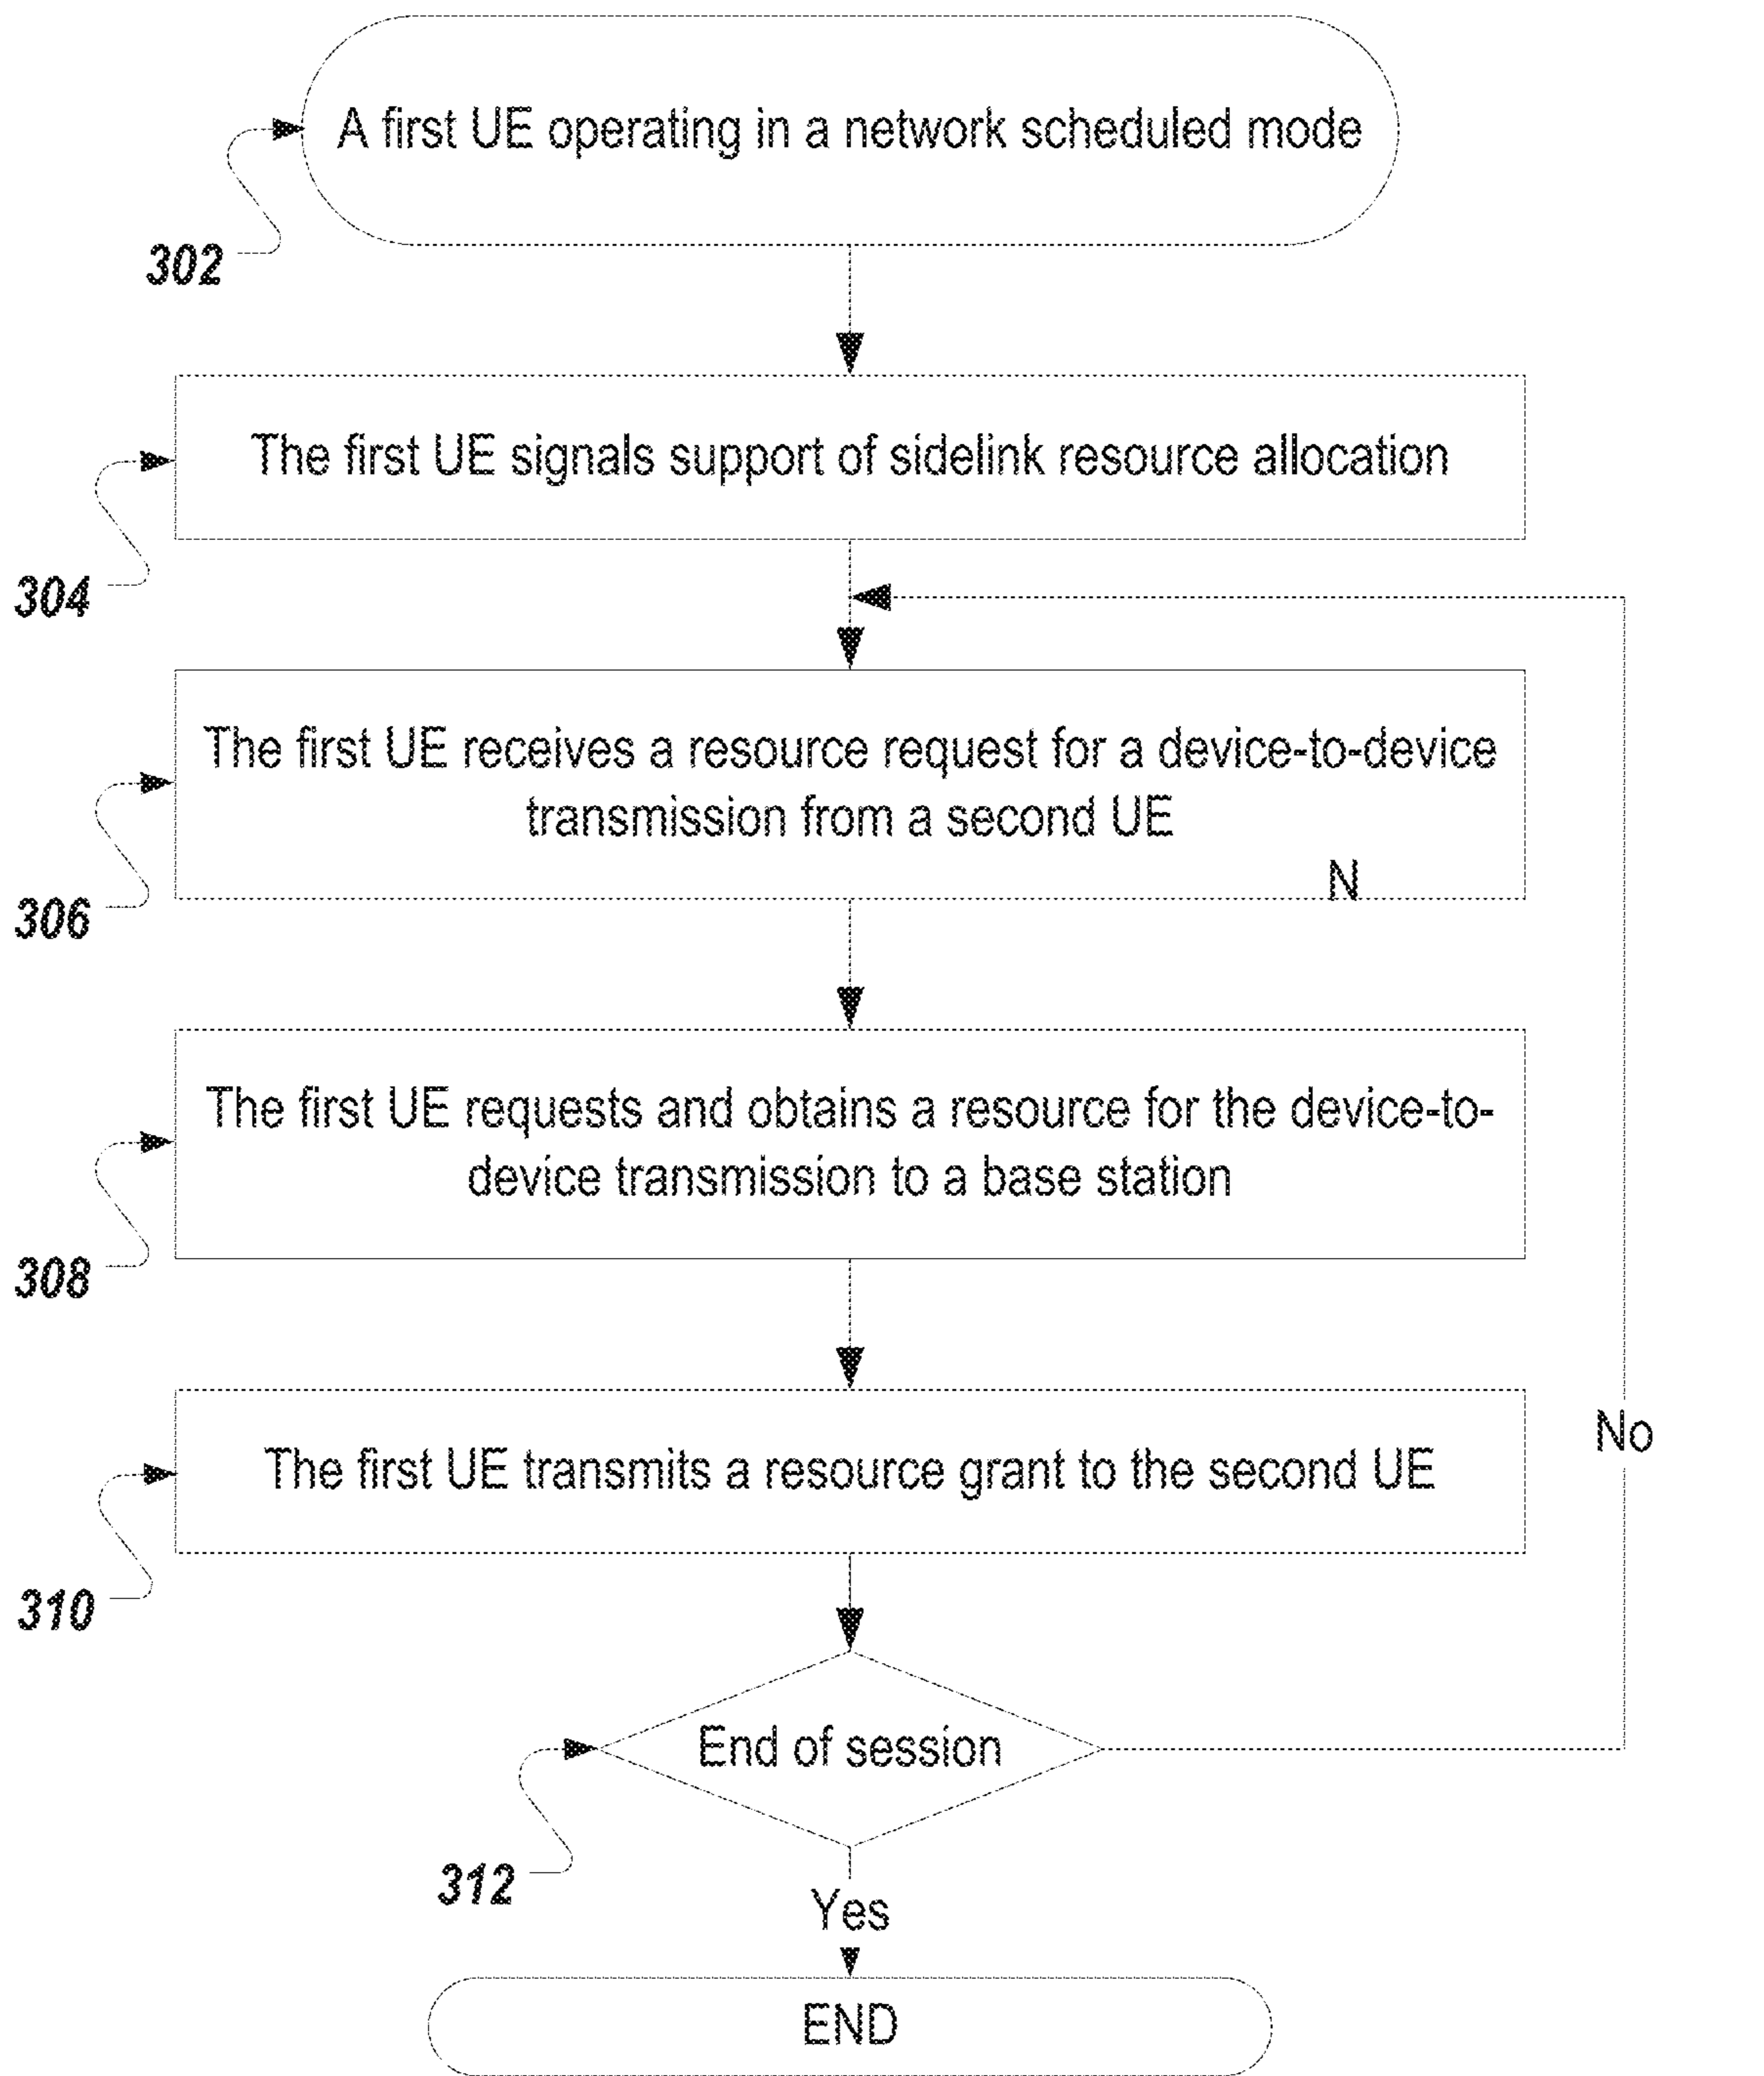 A first UE operating in a network scheduled mode
302
The first UE signals support of sidelink resource allocation
304
The first UE receives a resource request for a device-to-device
transmission from a second UE
N
306
The first UE requests and obtains a resource for the device-to-
device transmission to a base station
308
The first UE transmits a resource grant to the second UE
No
310
End of session
312
Yes
END